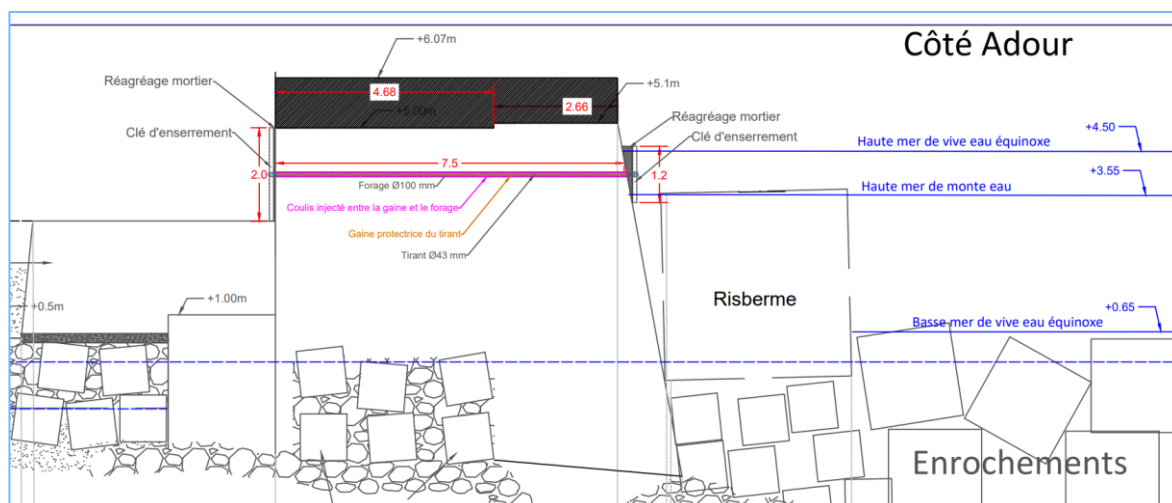 Côté Adour
+6.07m
Réagréage mortier
4.68
+5.00m
2.66
+5.1m
Réagréage mortier
Clé d'enserrement
Clé d'enserrement
Haute mer de vive eau équinoxe
+4.50
2.0
7.5
1.2
Forage Ø100 mm
Haute mer de monte eau
+3.55
Coulis injecté entre la gaine et le forage
Gaine protectrice du tirant
Tirant Ø43 mm
+0.5m
+1.00m
Risberme
Basse mer de vive eau équinoxe
+0.65
Enrochements